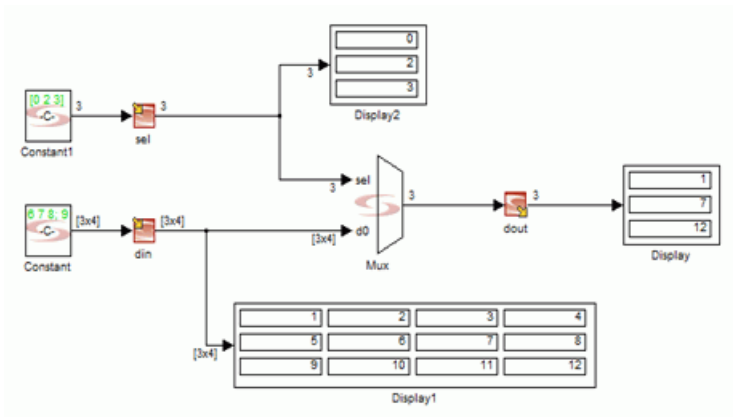 0
2
3
3
Display2
[0 2 3]
-C-
3
3
Constant1
sel
sel
3
3
1
7
12
Display
3
dout
6 7 8; 9
-C-
[3x4]
[3x4]
d0
[3x4]
Constant
din
Mux
1 2 3 4
5 6 7 8
9 10 11 12
[3x4]
Display1